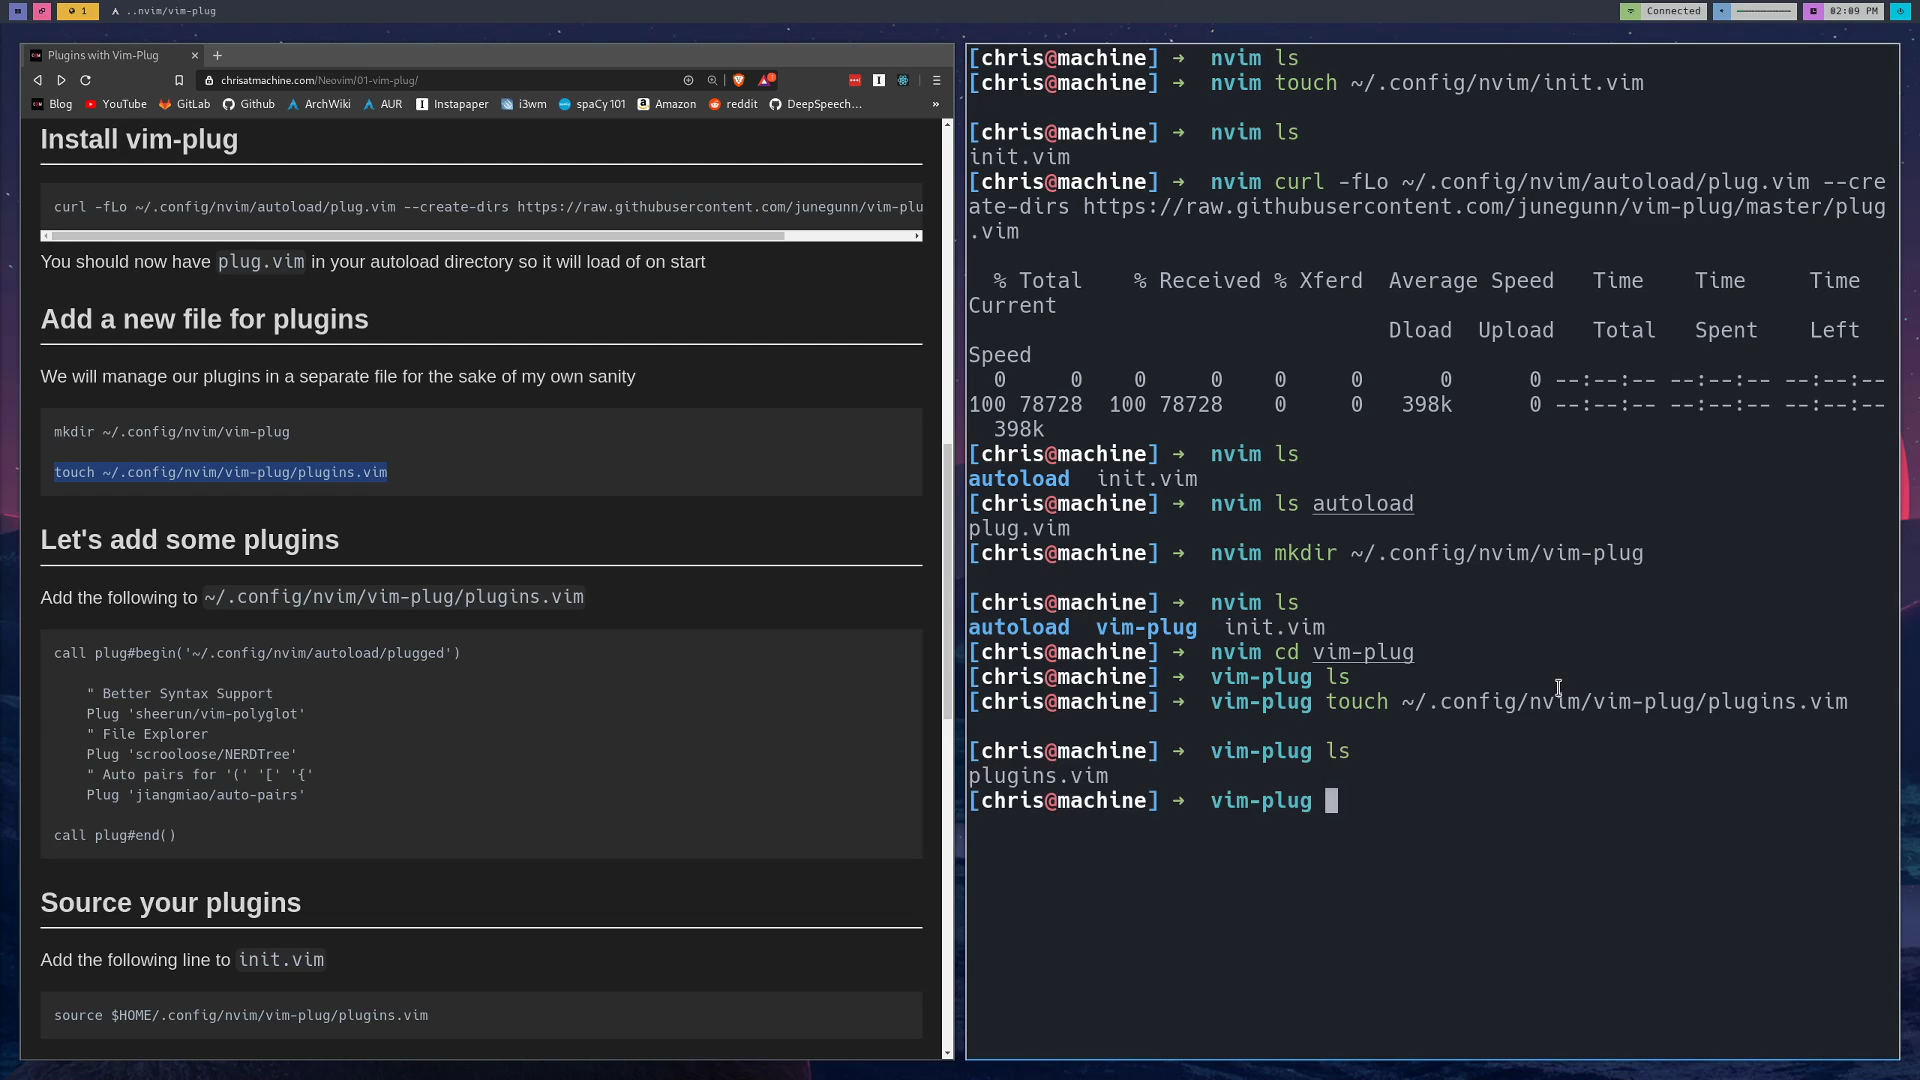 1
..nvim/vim-plug
Connected
02:09 PM
Plugins with Vim-Plug
chrisatmachine.com/Neovim/01-vim-plug/
Blog YouTube GitLab Github ArchWiki AUR Instapaper i3wm spaCy101 Amazon reddit DeepSpeech… »
Install vim-plug
curl -fLo ~/.config/nvim/autoload/plug.vim --create-dirs https://raw.githubusercontent.com/junegunn/vim-plu
You should now have plug.vim in your autoload directory so it will load of on start
Add a new file for plugins
We will manage our plugins in a separate file for the sake of my own sanity
mkdir ~/.config/nvim/vim-plug
touch ~/.config/nvim/vim-plug/plugins.vim
Let's add some plugins
Add the following to ~/.config/nvim/vim-plug/plugins.vim
call plug#begin('~/.config/nvim/autoload/plugged')
" Better Syntax Support
Plug 'sheerun/vim-polyglot'
" File Explorer
Plug 'scrooloose/NERDTree'
" Auto pairs for '(' '[' '{'
Plug 'jiangmiao/auto-pairs'
call plug#end()
Source your plugins
Add the following line to init.vim
source $HOME/.config/nvim/vim-plug/plugins.vim
[chris@machine] → nvim ls
[chris@machine] → nvim touch ~/.config/nvim/init.vim
[chris@machine] → nvim ls
init.vim
[chris@machine] → nvim curl -fLo ~/.config/nvim/autoload/plug.vim --cre
ate-dirs https://raw.githubusercontent.com/junegunn/vim-plug/master/plug
.vim
% Total % Received % Xferd Average Speed Time Time Time
Current
Dload Upload Total Spent Left
Speed
0 0 0 0 0 0 0 0 --:--:-- --:--:-- --:--:--
100 78728 100 78728 0 0 398k 0 --:--:-- --:--:-- --:--:--
398k
[chris@machine] → nvim ls
autoload init.vim
[chris@machine] → nvim ls autoload
plug.vim
[chris@machine] → nvim mkdir ~/.config/nvim/vim-plug
[chris@machine] → nvim ls
autoload vim-plug init.vim
[chris@machine] → nvim cd vim-plug
[chris@machine] → vim-plug ls
[chris@machine] → vim-plug touch ~/.config/nvim/vim-plug/plugins.vim
[chris@machine] → vim-plug ls
plugins.vim
[chris@machine] → vim-plug